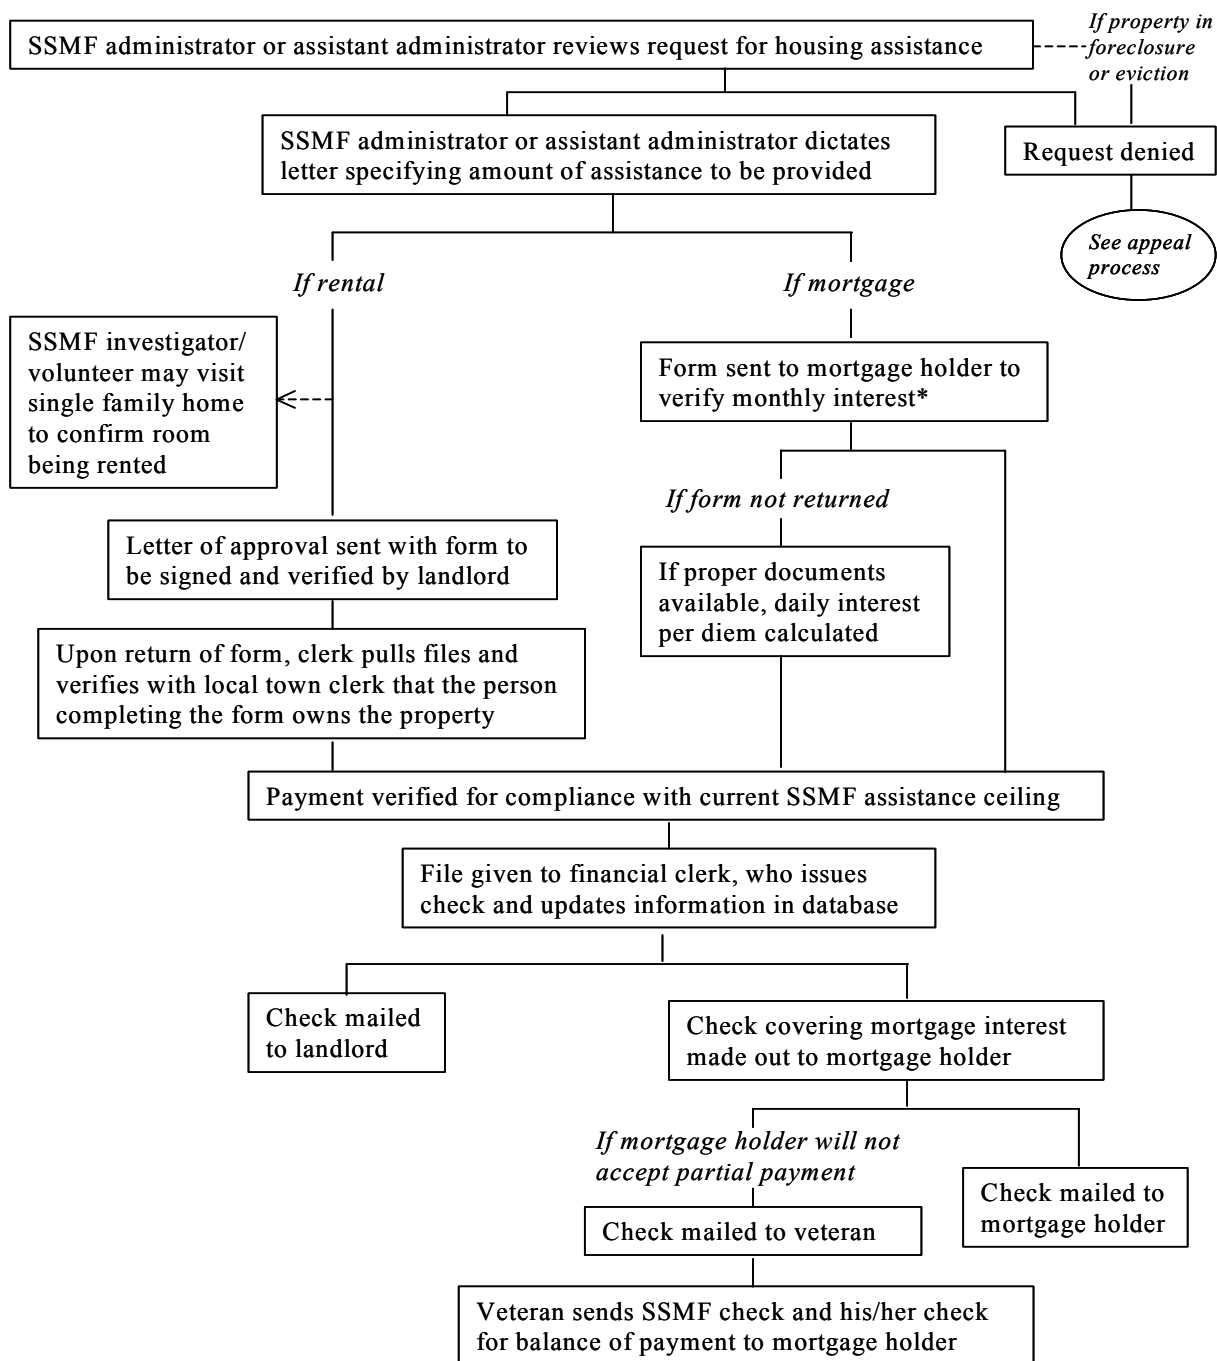 SSMF administrator or assistant administrator reviews request for housing assistance
If property in
foreclosure
or eviction
SSMF administrator or assistant administrator dictates
letter specifying amount of assistance to be provided
Request denied
See appeal
process
If rental
If mortgage
SSMF investigator/
volunteer may visit
single family home
to confirm room
being rented
Form sent to mortgage holder to
verify monthly interest*
If form not returned
Letter of approval sent with form to
be signed and verified by landlord
If proper documents
available, daily interest
per diem calculated
Upon return of form, clerk pulls files and
verifies with local town clerk that the person
completing the form owns the property
Payment verified for compliance with current SSMF assistance ceiling
File given to financial clerk, who issues
check and updates information in database
Check mailed
to landlord
Check covering mortgage interest
made out to mortgage holder
If mortgage holder will not
accept partial payment
Check mailed to
mortgage holder
Check mailed to veteran
Veteran sends SSMF check and his/her check
for balance of payment to mortgage holder